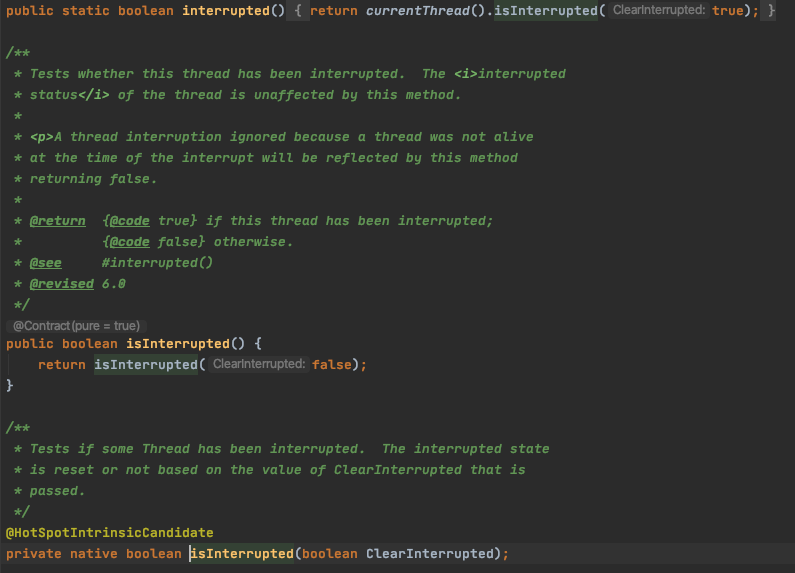 public static boolean interrupted() { return currentThread().isInterrupted( ClearInterrupted: true); }
/**
 * Tests whether this thread has been interrupted.  The <i>interrupted
 * status</i> of the thread is unaffected by this method.
 *
 * <p>A thread interruption ignored because a thread was not alive
 * at the time of the interrupt will be reflected by this method
 * returning false.
 *
 * @return  {@code true} if this thread has been interrupted;
 *          {@code false} otherwise.
 * @see     #interrupted()
 * @revised 6.0
 */
@Contract(pure = true)
public boolean isInterrupted() {
    return isInterrupted( ClearInterrupted: false);
}
/**
 * Tests if some Thread has been interrupted.  The interrupted state
 * is reset or not based on the value of ClearInterrupted that is
 * passed.
 */
@HotSpotIntrinsicCandidate
private native boolean isInterrupted(boolean ClearInterrupted);